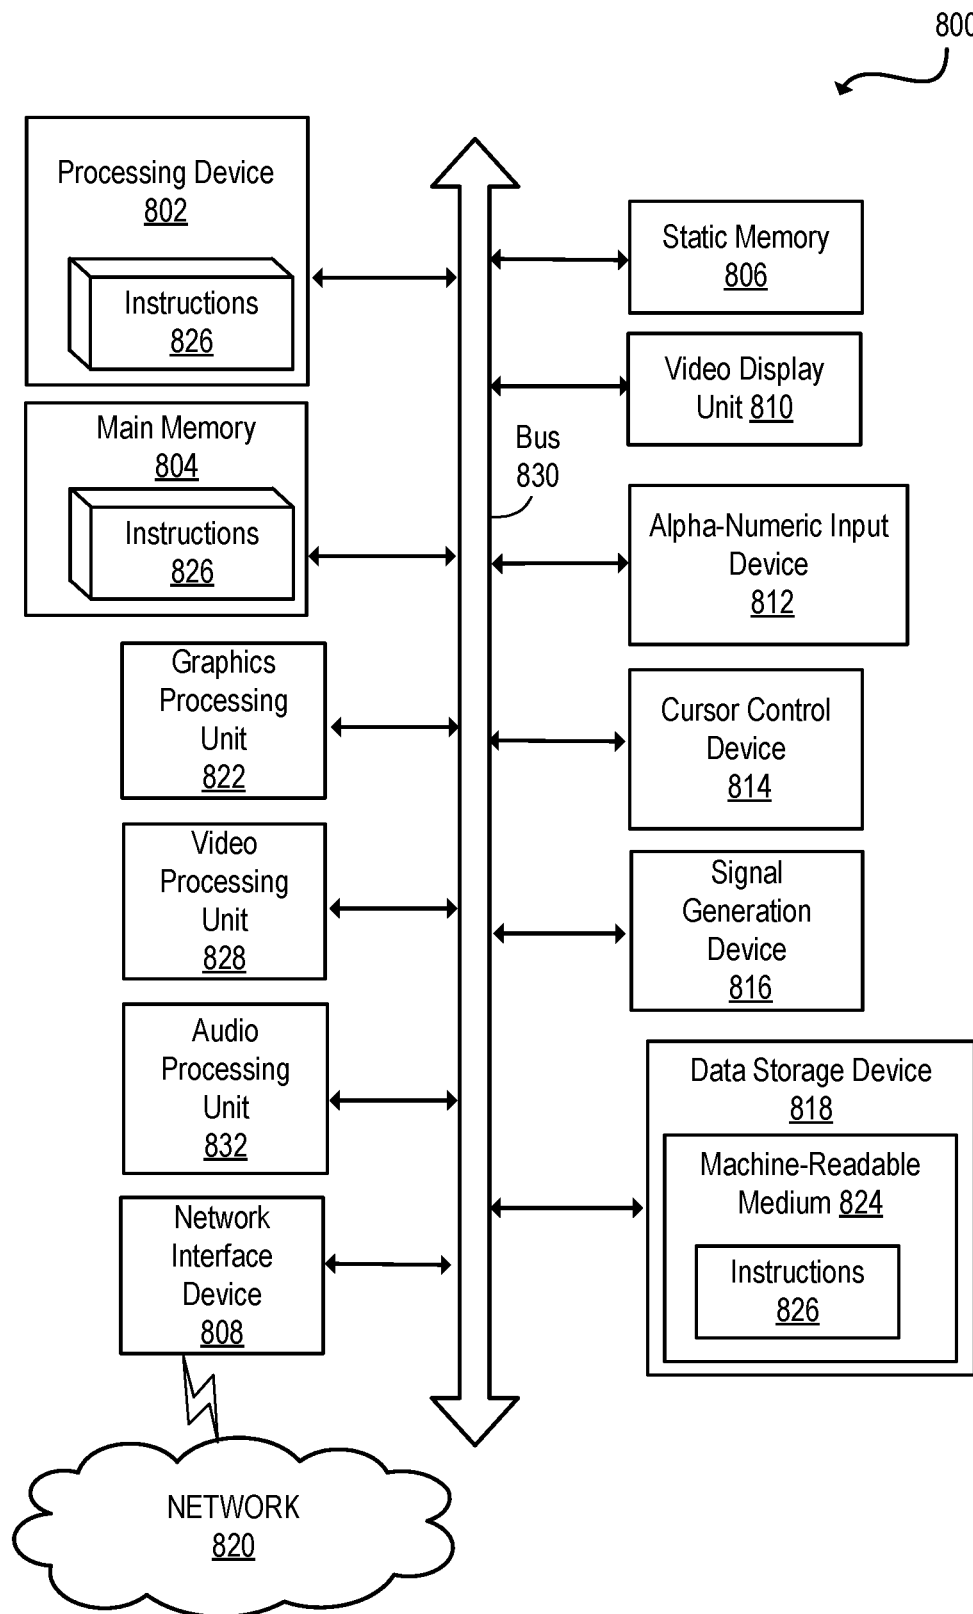 800
Processing Device
802
Instructions
826
Main Memory
804
Instructions
826
Graphics
Processing
Unit
822
Video
Processing
Unit
828
Audio
Processing
Unit
832
Network
Interface
Device
808
NETWORK
820
Bus
830
Static Memory
806
Video Display
Unit 810
Alpha-Numeric Input
Device
812
Cursor Control
Device
814
Signal
Generation
Device
816
Data Storage Device
818
Machine-Readable
Medium 824
Instructions
826